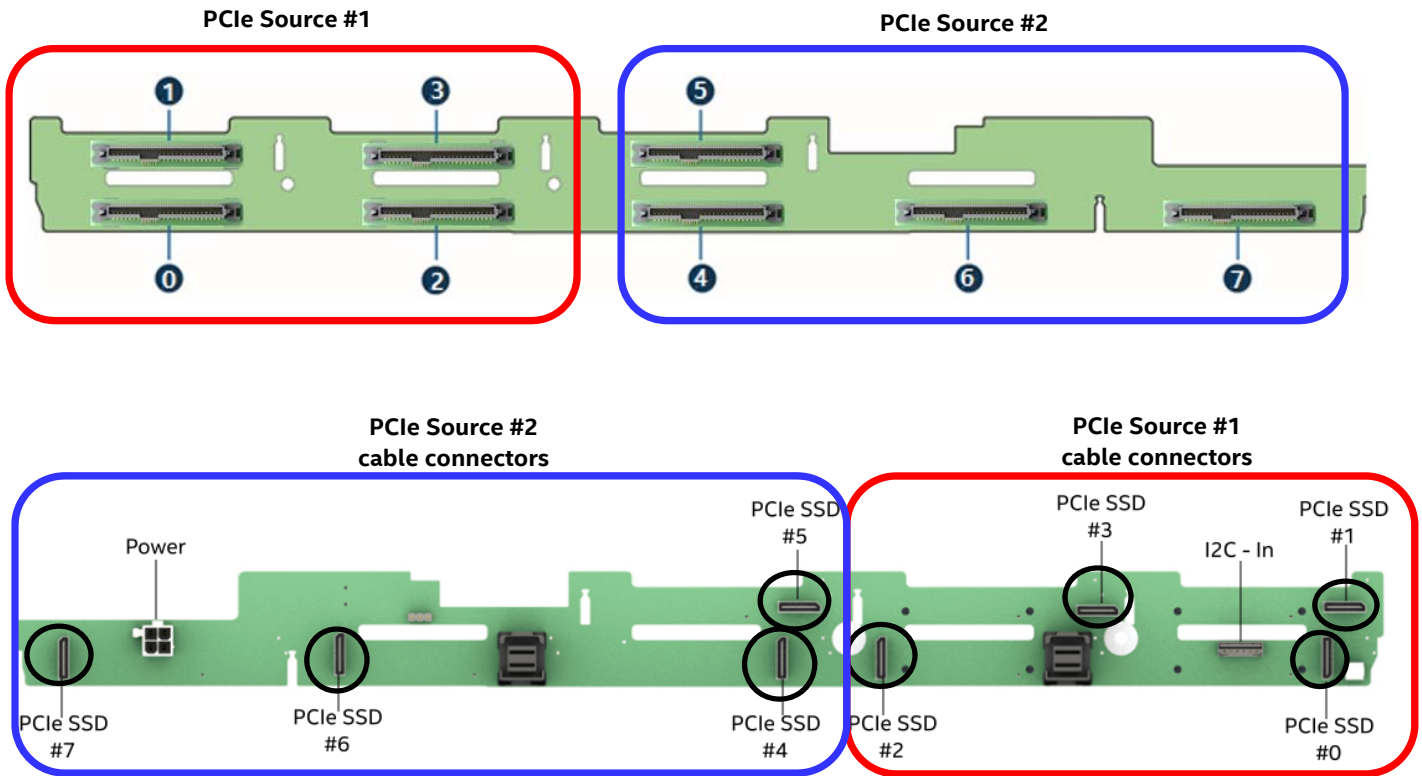 PCIe Source #1
PCIe Source #2
1
3
5
0
2
4
6
7
PCIe Source #2
cable connectors
PCIe Source #1
cable connectors
PCIe SSD
#5
PCIe SSD
#3
PCIe SSD
#1
Power
I2C - In
PCIe SSD
#7
PCIe SSD
#6
PCIe SSD
#4
PCIe SSD
#2
PCIe SSD
#0